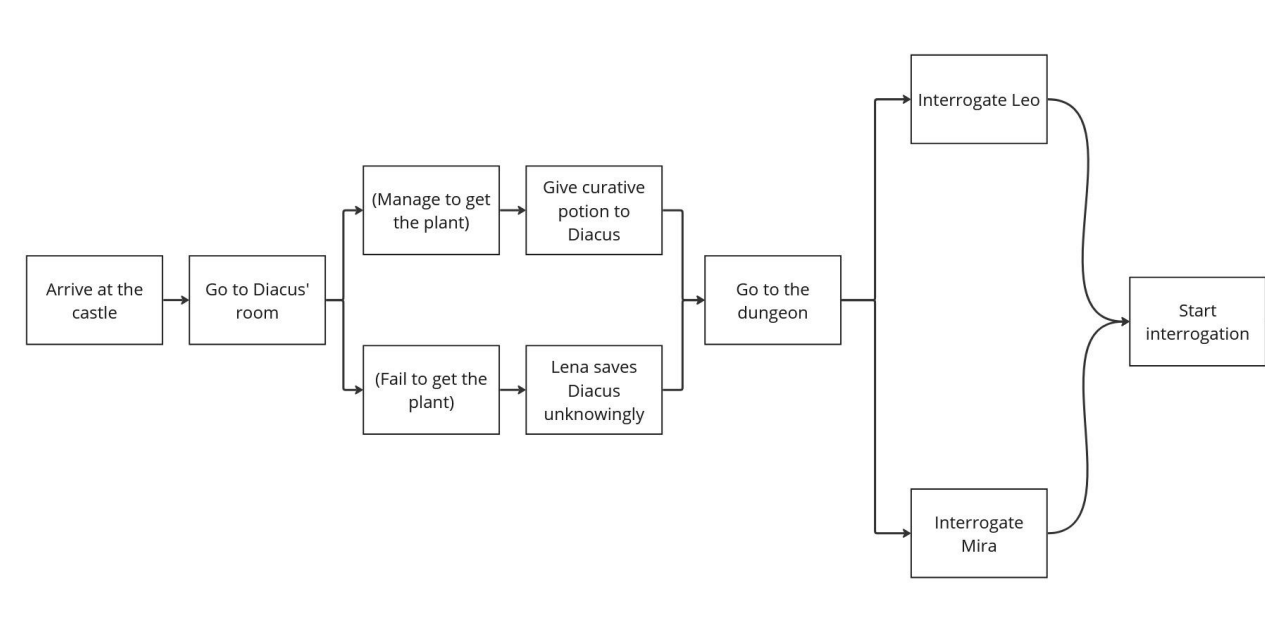 Arrive at the
castle
Go to Diacus'
room
(Manage to get
the plant)
Give curative
potion to
Diacus
(Fail to get the
plant)
Lena saves
Diacus
unknowingly
Go to the
dungeon
Interrogate Leo
Interrogate
Mira
Start
interrogation